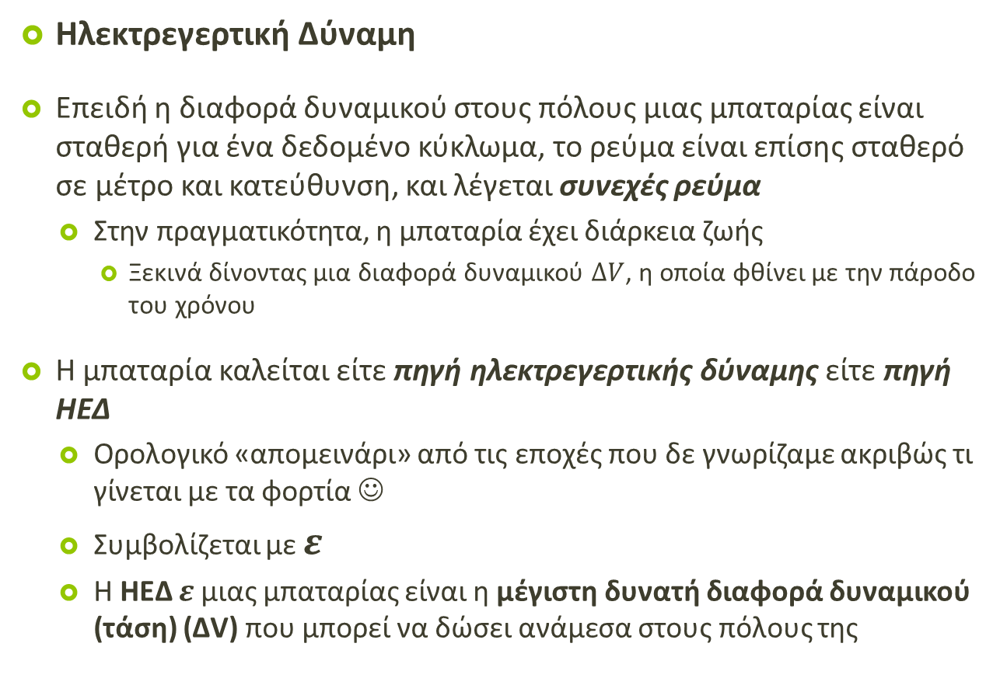 Ηλεκτρεγερτική Δύναμη
Επειδή η διαφορά δυναμικού στους πόλους μιας μπαταρίας είναι
σταθερή για ένα δεδομένο κύκλωμα, το ρεύμα είναι επίσης σταθερό
σε μέτρο και κατεύθυνση, και λέγεται συνεχές ρεύμα
Στην πραγματικότητα, η μπαταρία έχει διάρκεια ζωής
Ξεκινά δίνοντας μια διαφορά δυναμικού Δ𝑉, η οποία φθίνει με την πάροδο
του χρόνου
Η μπαταρία καλείται είτε πηγή ηλεκτρεγερτικής δύναμης είτε πηγή
ΗΕΔ
Ορολογικό «απομεινάρι» από τις εποχές που δε γνωρίζαμε ακριβώς τι
γίνεται με τα φορτία ☺
Συμβολίζεται με 𝜺
Η ΗΕΔ 𝜺 μιας μπαταρίας είναι η μέγιστη δυνατή διαφορά δυναμικού
(τάση) (ΔV) που μπορεί να δώσει ανάμεσα στους πόλους της